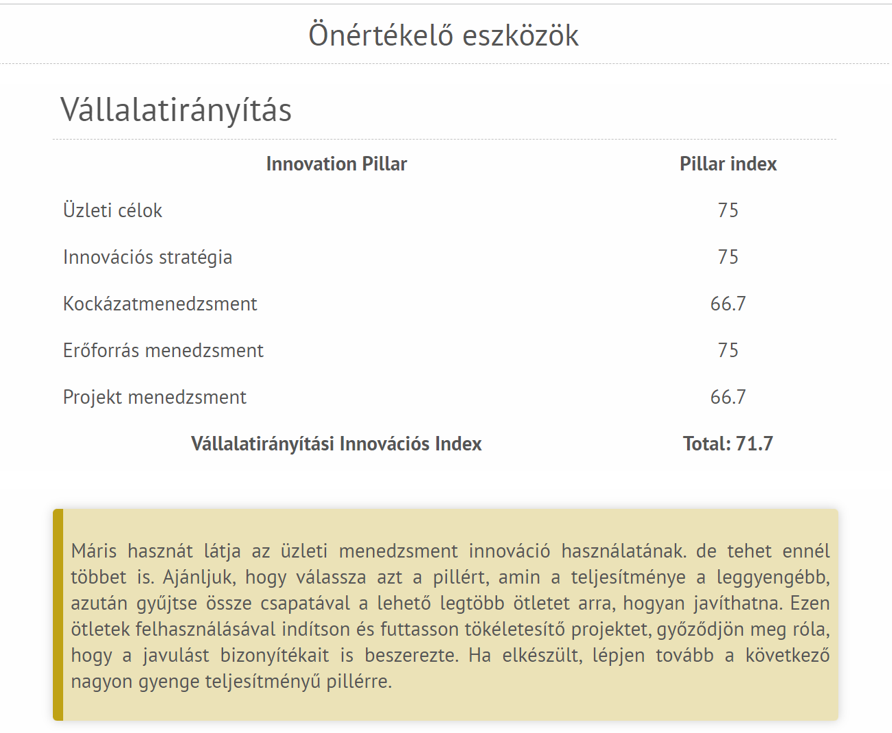 Önértékelő eszközök
Vállalatirányítás
Innovation Pillar Pillar index
Üzleti célok 75
Innovációs stratégia 75
Kockázatmenedzsment 66.7
Erőforrás menedzsment 75
Projekt menedzsment 66.7
Vállalatirányítási Innovációs Index Total: 71.7
Máris hasznát látja az üzleti menedzsment innováció használatának. de tehet ennél
többet is. Ajánljuk, hogy válassza azt a pillért, amin a teljesítménye a leggyengébb,
azután gyűjtse össze csapatával a lehető legtöbb ötletet arra, hogyan javíthatna. Ezen
ötletek felhasználásával indítson és futtasson tökéletesítő projektet, győződjön meg róla,
hogy a javulást bizonyítékait is beszerezte. Ha elkészült, lépjen tovább a következő
nagyon gyenge teljesítményű pillérre.